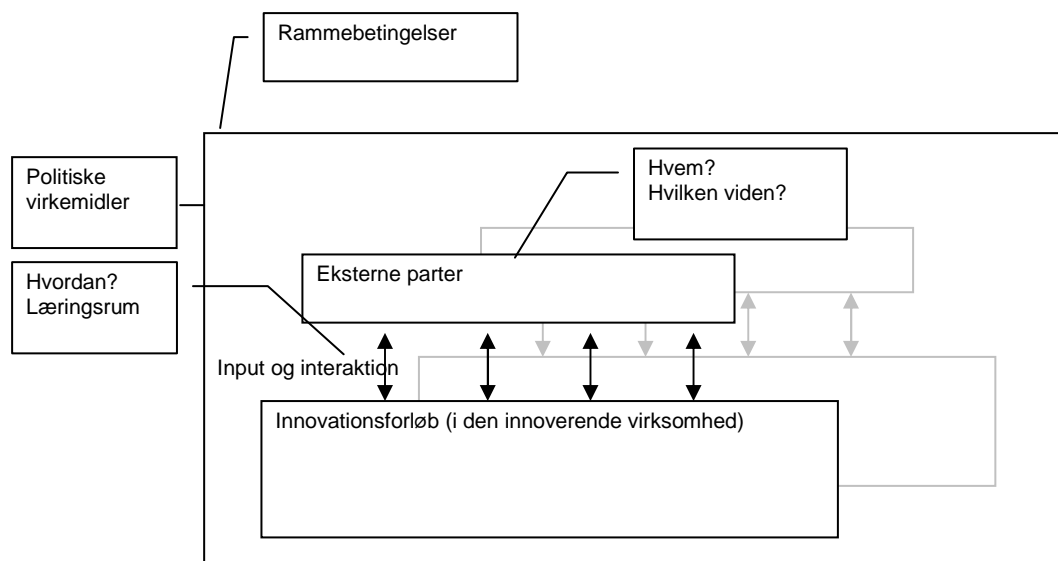 Rammebetingelser
Politiske
virkemidler
Hvem?
Hvilken viden?
Eksterne parter
Hvordan?
Læringsrum
Input og interaktion
Innovationsforløb (i den innoverende virksomhed)